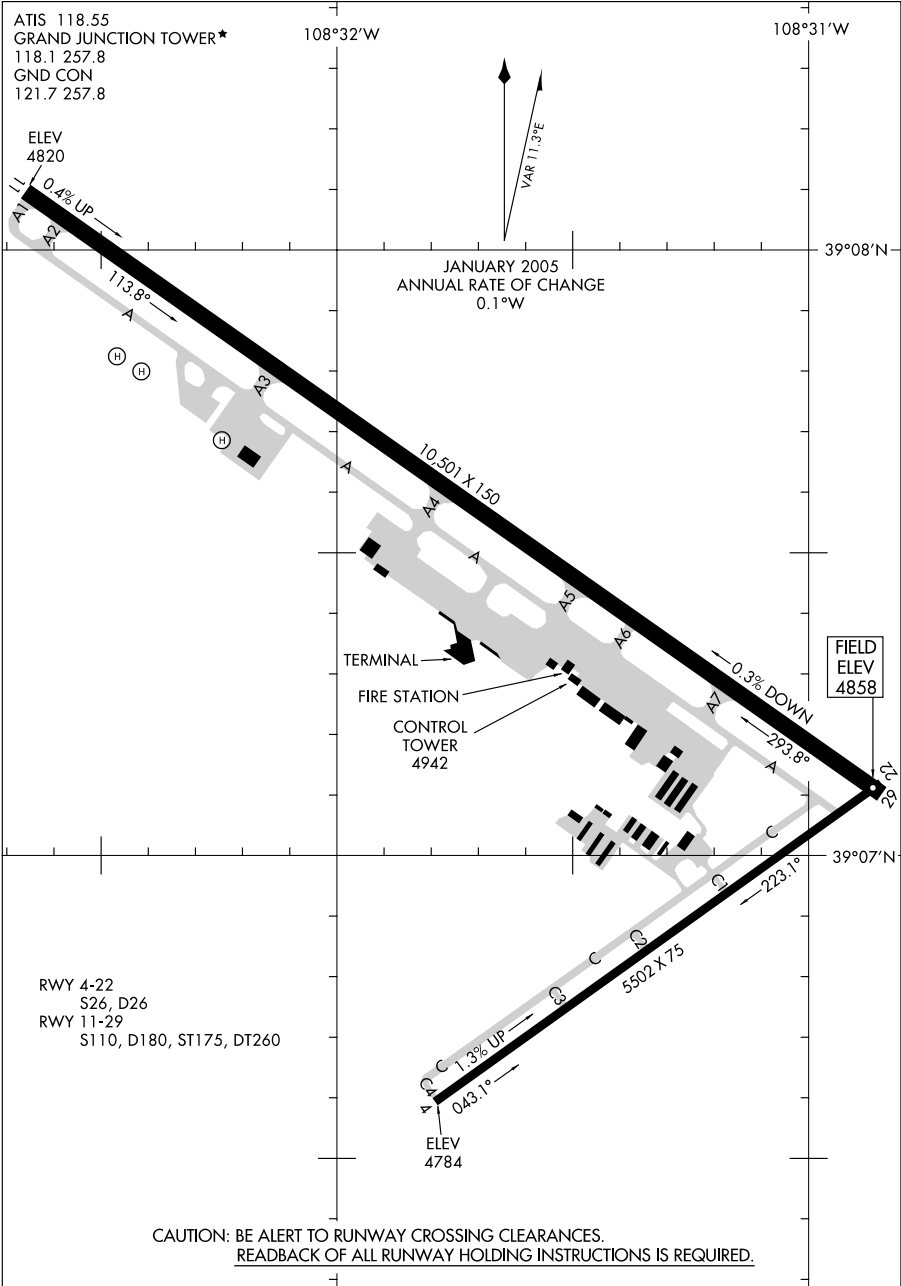 ATIS 118.55
GRAND JUNCTION TOWER★
118.1 257.8
GND CON
121.7 257.8
108°32'W
108°31'W
VAR 11.3°E
JANUARY 2005
ANNUAL RATE OF CHANGE
0.1°W
39°08'N
ELEV
4820
11
0.4% UP
A1
A2
113.8°
A
H
H
H
A3
A
10,501 X 150
A4
A
A5
A6
TERMINAL
FIRE STATION
CONTROL
TOWER
4942
0.3% DOWN
A7
293.8°
A
FIELD
ELEV
4858
22
29
C
39°07'N
C1
223.1°
C2
C
5502 X 75
C3
RWY 4-22
S26, D26
RWY 11-29
S110, D180, ST175, DT260
1.3% UP
C
C4
4
043.1°
ELEV
4784
CAUTION: BE ALERT TO RUNWAY CROSSING CLEARANCES.
READBACK OF ALL RUNWAY HOLDING INSTRUCTIONS IS REQUIRED.